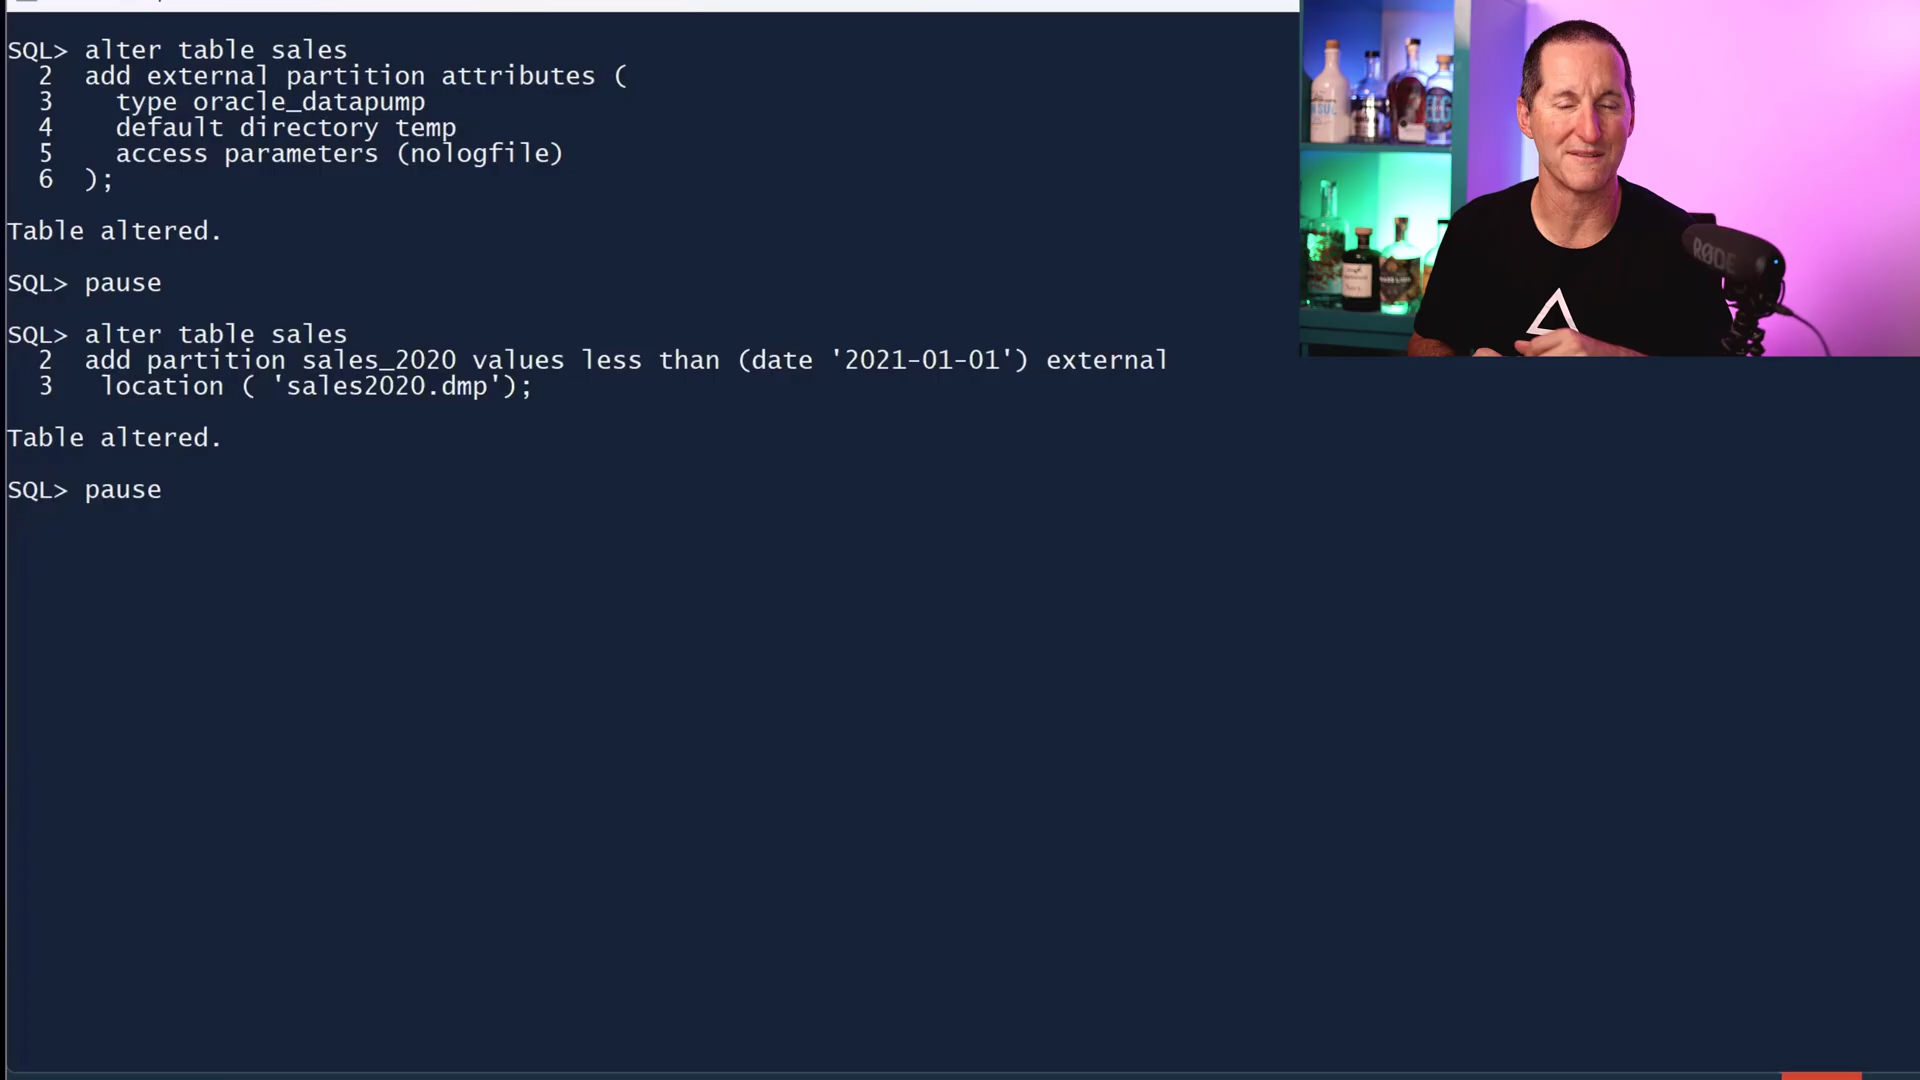 SQL> alter table sales
2 add external partition attributes (
3 type oracle_datapump
4 default directory temp
5 access parameters (nologfile)
6 );
Table altered.
SQL> pause
SQL> alter table sales
2 add partition sales_2020 values less than (date '2021-01-01') external
3 location ( 'sales2020.dmp');
Table altered.
SQL> pause
RØDE